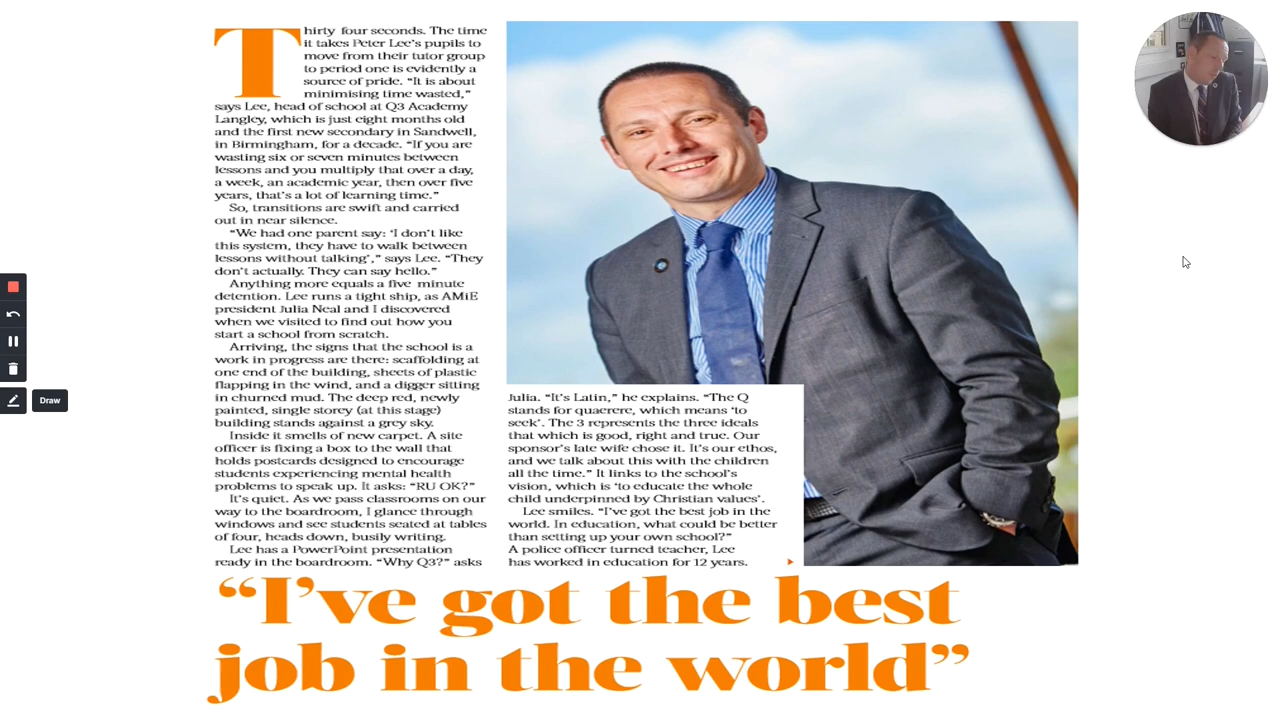 Thirty four seconds. The time
it takes Peter Lee's pupils to
move from their tutor group
to period one is evidently a
source of pride. “It is about
minimising time wasted,”
says Lee, head of school at Q3 Academy
Langley, which is just eight months old
and the first new secondary in Sandwell,
in Birmingham, for a decade. “If you are
wasting six or seven minutes between
lessons and you multiply that over a day,
a week, an academic year, then over five
years, that's a lot of learning time.”
So, transitions are swift and carried
out in near silence.
“We had one parent say: ‘I don't like
this system, they have to walk between
lessons without talking’,” says Lee. “They
don't actually. They can say hello.”
Anything more equals a five minute
detention. Lee runs a tight ship, as AMiE
president Julia Neal and I discovered
when we visited to find out how you
start a school from scratch.
Arriving, the signs that the school is a
work in progress are there: scaffolding at
one end of the building, sheets of plastic
flapping in the wind, and a digger sitting
in churned mud. The deep red, newly
painted, single storey (at this stage)
building stands against a grey sky.
Inside it smells of new carpet. A site
officer is fixing a box to the wall that
holds postcards designed to encourage
students experiencing mental health
problems to speak up. It asks: “RU OK?”
It's quiet. As we pass classrooms on our
way to the boardroom, I glance through
windows and see students seated at tables
of four, heads down, busily writing.
Lee has a PowerPoint presentation
ready in the boardroom. “Why Q3?” asks
Julia. “It's Latin,” he explains. “The Q
stands for quaerere, which means ‘to
seek’. The 3 represents the three ideals
that which is good, right and true. Our
sponsor's late wife chose it. It's our ethos,
and we talk about this with the children
all the time.” It links to the school's
vision, which is ‘to educate the whole
child underpinned by Christian values’.
Lee smiles. “I've got the best job in the
world. In education, what could be better
than setting up your own school?”
A police officer turned teacher, Lee
has worked in education for 12 years.
“I've got the best
job in the world”
Draw